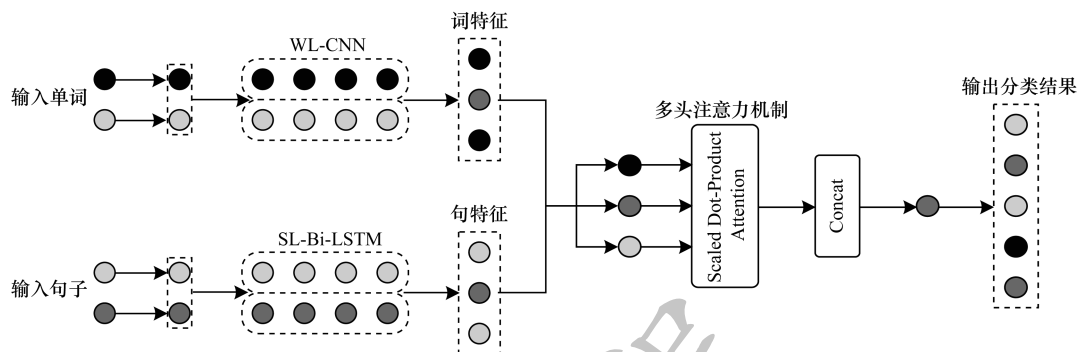 词特征
WL-CNN
输入单词
多头注意力机制
输出分类结果
Scaled Dot-Product
Attention
Concat
句特征
SL-Bi-LSTM
输入句子